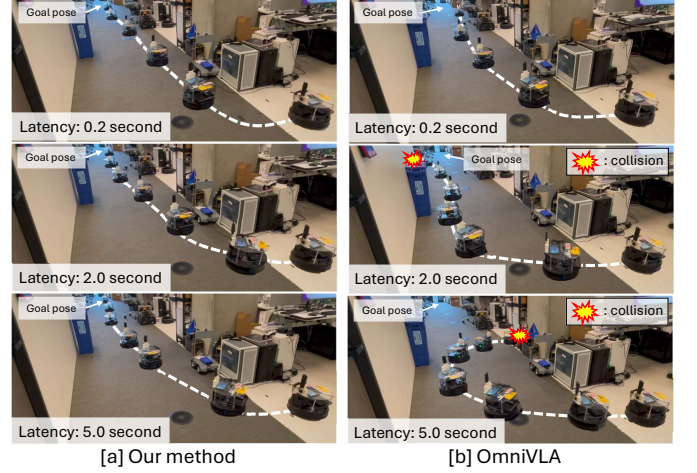 Goal pose
Latency: 0.2 second
Goal pose
Latency: 0.2 second
Goal pose
Latency: 2.0 second
Goal pose
: collision
Latency: 2.0 second
Goal pose
Latency: 5.0 second
: collision
Goal pose
Latency: 5.0 second
[a] Our method
[b] OmniVLA